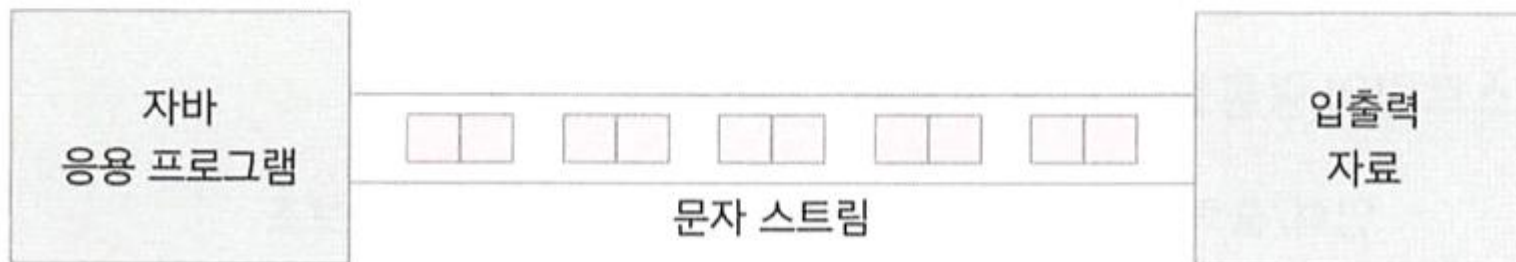 자바
응용 프로그램
문자 스트림
입출력
자료